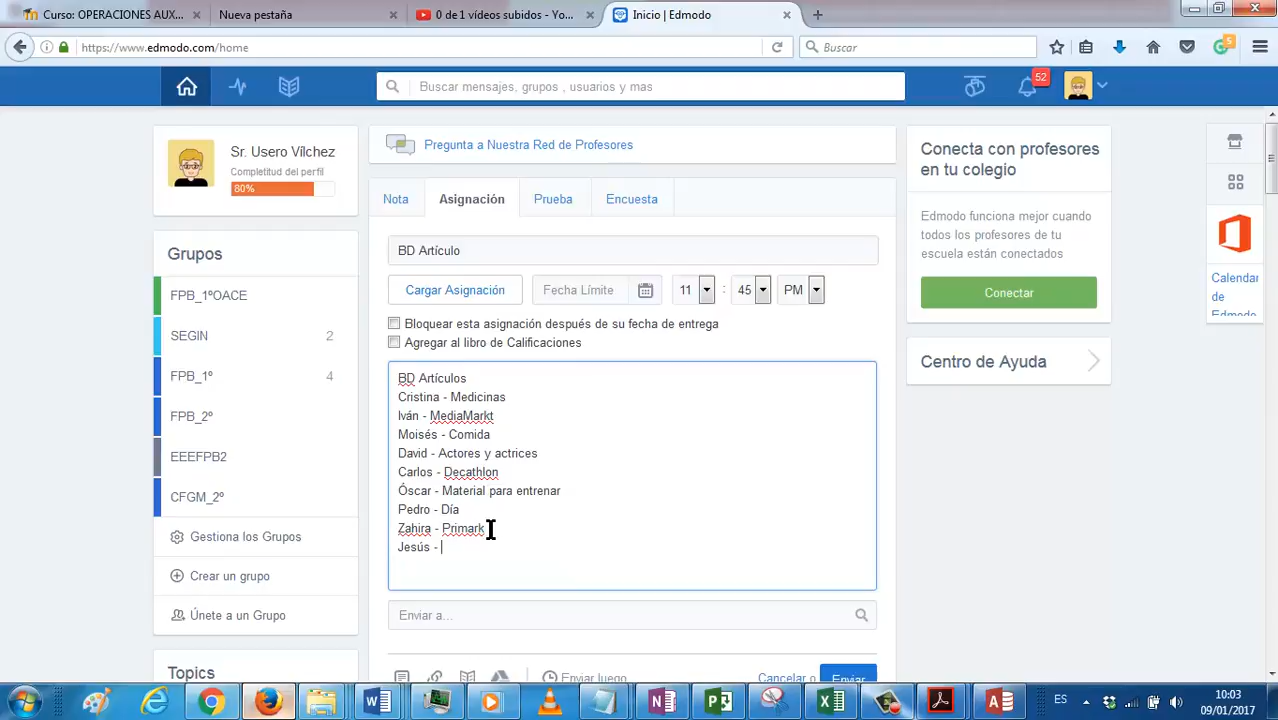 Curso: OPERACIONES AUX...
Nueva pestaña
0 de 1 vídeos subidos - Yo...
Inicio | Edmodo
https://www.edmodo.com/home
Buscar
5
Buscar mensajes, grupos , usuarios y mas
52
Sr. Usero Vílchez
Completitud del perfil
80%
Grupos
FPB_1ºOACE
SEGIN 2
FPB_1º 4
FPB_2º
EEEFPB2
CFGM_2º
Gestiona los Grupos
Crear un grupo
Únete a un Grupo
Topics
Pregunta a Nuestra Red de Profesores
Nota
Asignación
Prueba
Encuesta
BD Artículo
Cargar Asignación
Fecha Límite
11 : 45 PM
Bloquear esta asignación después de su fecha de entrega
Agregar al libro de Calificaciones
BD Artículos
Cristina - Medicinas
Iván - MediaMarkt
Moisés - Comida
David - Actores y actrices
Carlos - Decathlon
Óscar - Material para entrenar
Pedro - Día
Zahira - Primark
Jesús -
Enviar a...
Enviar luego
Cancelar o
Enviar
Conecta con profesores
en tu colegio
Edmodo funciona mejor cuando
todos los profesores de tu
escuela están conectados
Conectar
Centro de Ayuda
Calendar
de
Edmodo
ES
10:03
09/01/2017